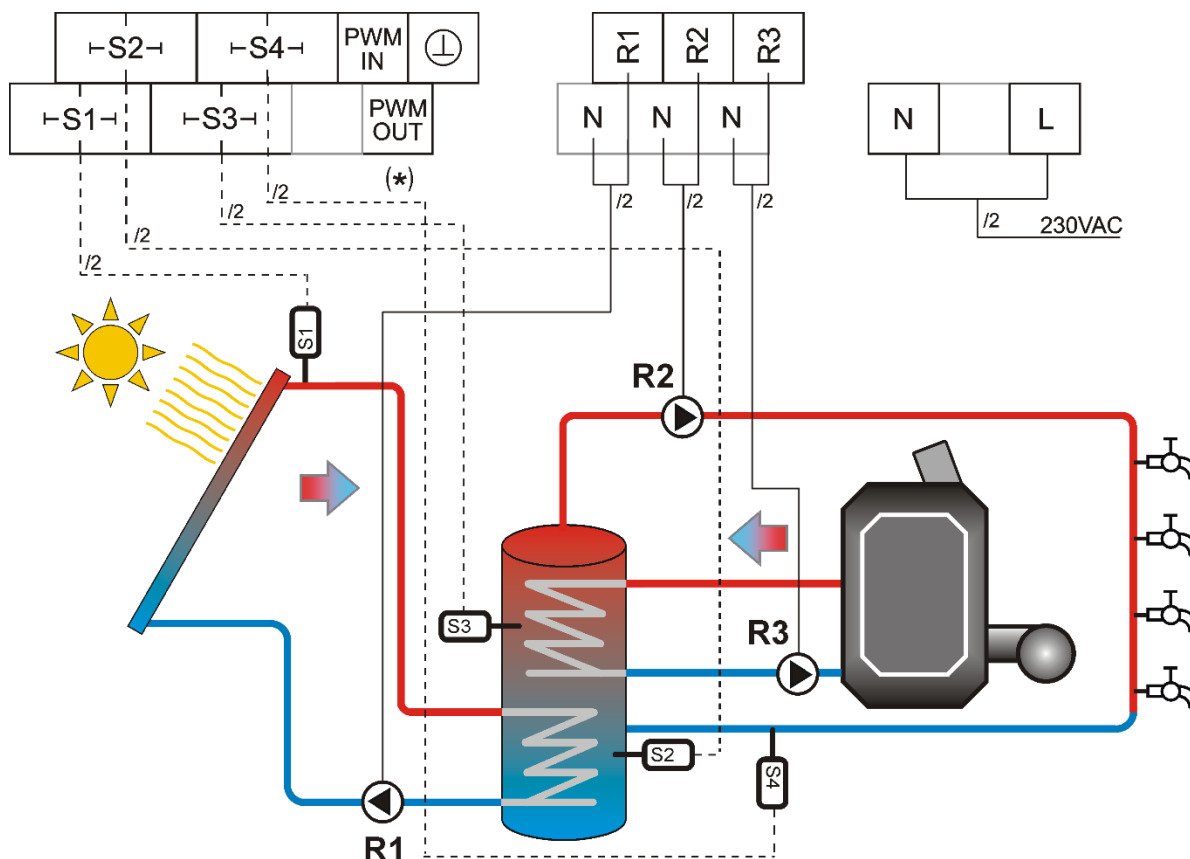 S2 S4 PWM IN
S1 S3 PWM OUT
(*)
R1 R2 R3
N N N
N L
/2 /2 /2 /2
/2 /2 /2
/2 230VAC
S1
R2
S3
R3
S2
S4
R1